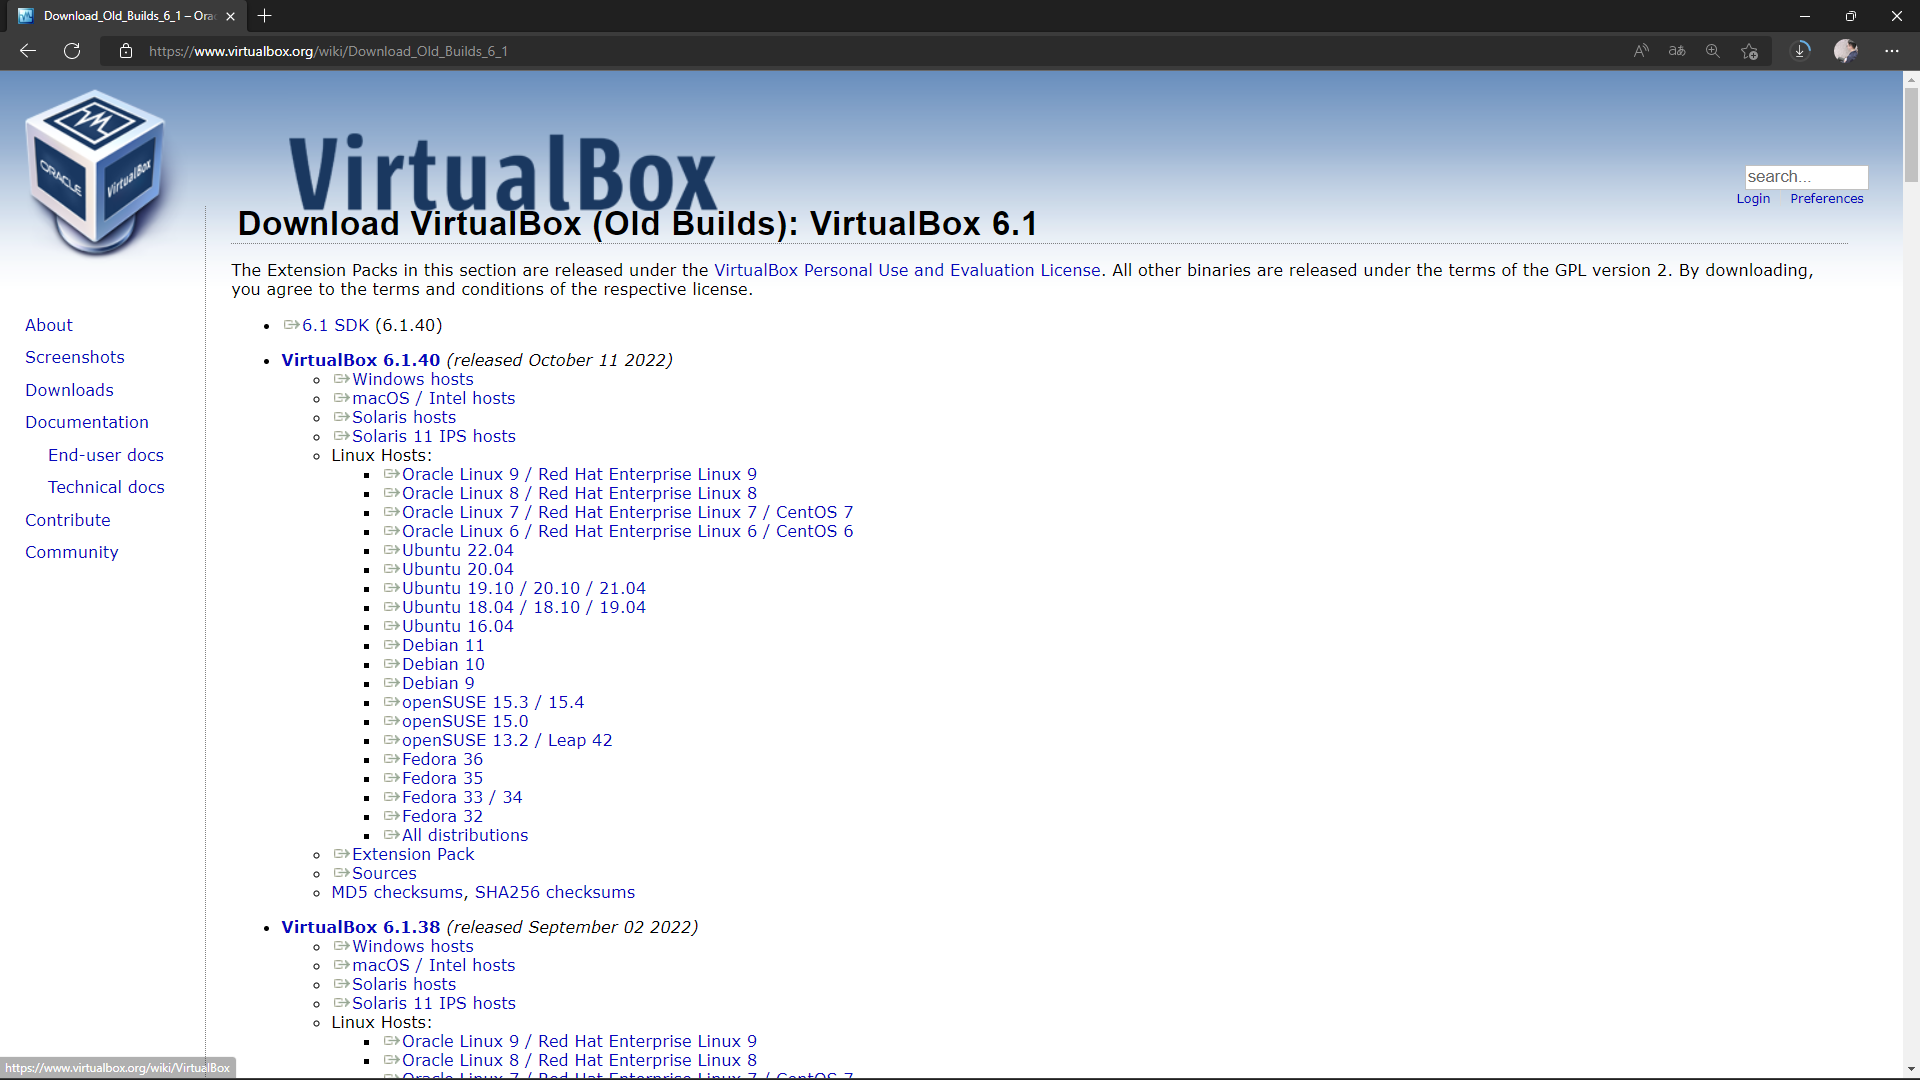 Download_Old_Builds_6_1 – Ora
https://www.virtualbox.org/wiki/Download_Old_Builds_6_1
ORACLE
VirtualBox
VirtualBox
search...
Login Preferences
Download VirtualBox (Old Builds): VirtualBox 6.1
The Extension Packs in this section are released under the VirtualBox Personal Use and Evaluation License. All other binaries are released under the terms of the GPL version 2. By downloading,
you agree to the terms and conditions of the respective license.
About
Screenshots
Downloads
Documentation
End-user docs
Technical docs
Contribute
Community
6.1 SDK (6.1.40)
VirtualBox 6.1.40 (released October 11 2022)
Windows hosts
macOS / Intel hosts
Solaris hosts
Solaris 11 IPS hosts
Linux Hosts:
Oracle Linux 9 / Red Hat Enterprise Linux 9
Oracle Linux 8 / Red Hat Enterprise Linux 8
Oracle Linux 7 / Red Hat Enterprise Linux 7 / CentOS 7
Oracle Linux 6 / Red Hat Enterprise Linux 6 / CentOS 6
Ubuntu 22.04
Ubuntu 20.04
Ubuntu 19.10 / 20.10 / 21.04
Ubuntu 18.04 / 18.10 / 19.04
Ubuntu 16.04
Debian 11
Debian 10
Debian 9
openSUSE 15.3 / 15.4
openSUSE 15.0
openSUSE 13.2 / Leap 42
Fedora 36
Fedora 35
Fedora 33 / 34
Fedora 32
All distributions
Extension Pack
Sources
MD5 checksums, SHA256 checksums
VirtualBox 6.1.38 (released September 02 2022)
Windows hosts
macOS / Intel hosts
Solaris hosts
Solaris 11 IPS hosts
Linux Hosts:
Oracle Linux 9 / Red Hat Enterprise Linux 9
Oracle Linux 8 / Red Hat Enterprise Linux 8
Oracle Linux 7 / Red Hat Enterprise Linux 7 / CentOS 7
https://www.virtualbox.org/wiki/VirtualBox